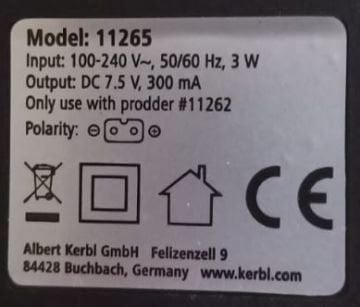 Model: 11265
Input: 100-240 V~, 50/60 Hz, 3 W
Output: DC 7.5 V, 300 mA
Only use with prodder #11262
Polarity: ⊖ ⊕
CE
Albert Kerbl GmbH Felizenzell 9
84428 Buchbach, Germany www.kerbl.com